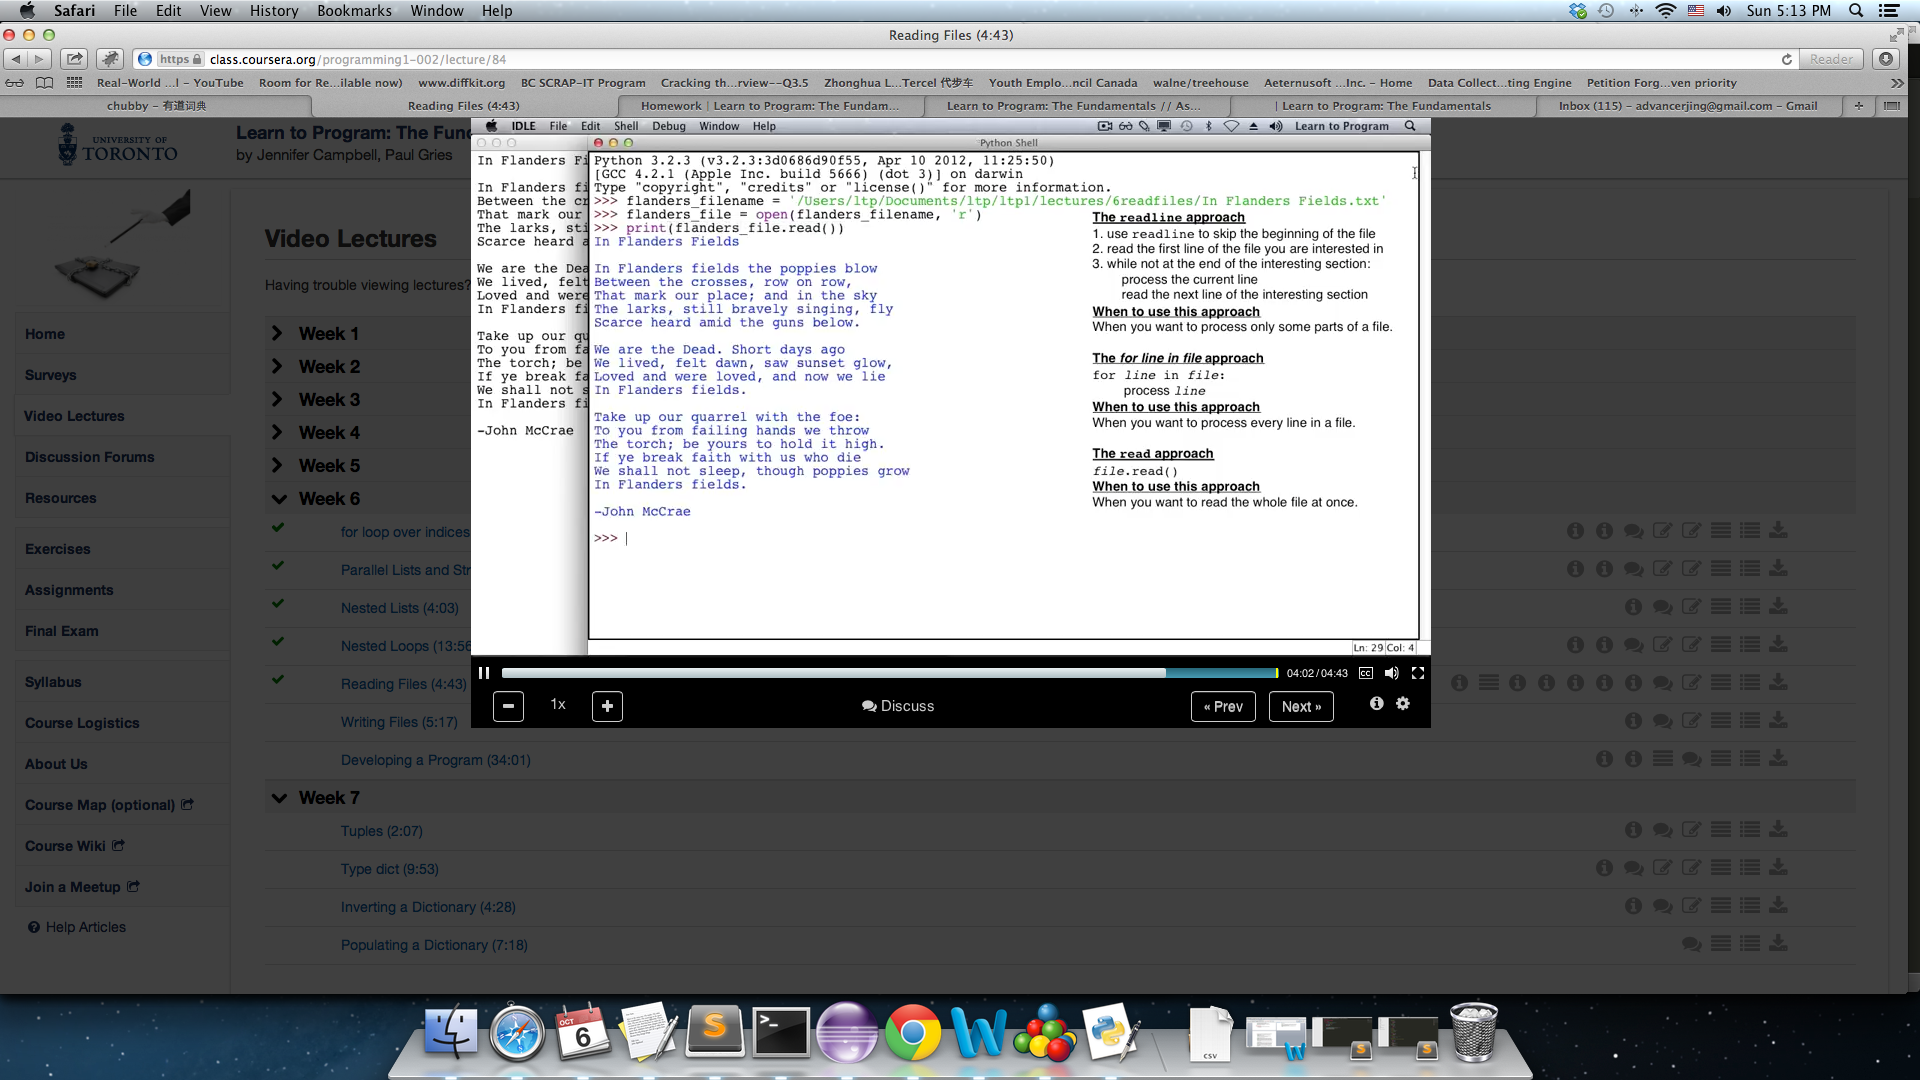 Safari File Edit View History Bookmarks Window Help Sun 5:13 PM
Reading Files (4:43)
https class.coursera.org/programming1-002/lecture/84 Reader
Real-World ...l - YouTube Room for Re...ilable now) www.diffkit.org BC SCRAP-IT Program Cracking th...rview--Q3.5 Zhonghua L...Tercel 代步车 Youth Emplo...ncil Canada walne/treehouse Aeternusoft ...Inc. - Home Data Collect...ting Engine Petition Forg...ven priority
chubby - 有道词典 Reading Files (4:43) Homework | Learn to Program: The Fundam... Learn to Program: The Fundamentals // As... | Learn to Program: The Fundamentals Inbox (115) - advancerjing@gmail.com - Gmail
UNIVERSITY OF
TORONTO
Learn to Program: The Fun
by Jennifer Campbell, Paul Gries
Home
Surveys
Video Lectures
Discussion Forums
Resources
Exercises
Assignments
Final Exam
Syllabus
Course Logistics
About Us
Course Map (optional)
Course Wiki
Join a Meetup
Help Articles
Video Lectures
Having trouble viewing lectures?
Week 1
Week 2
Week 3
Week 4
Week 5
Week 6
for loop over indices
Parallel Lists and Str
Nested Lists (4:03)
Nested Loops (13:56
Reading Files (4:43)
Writing Files (5:17)
Developing a Program (34:01)
Week 7
Tuples (2:07)
Type dict (9:53)
Inverting a Dictionary (4:28)
Populating a Dictionary (7:18)
IDLE File Edit Shell Debug Window Help Learn to Program
In Flanders Fi
In Flanders fi
Between the cr
That mark our
The larks, sti
Scarce heard a
We are the Dea
We lived, felt
Loved and were
In Flanders fi
Take up our qu
To you from fa
The torch; be
If ye break fa
We shall not s
In Flanders fi
-John McCrae
Python Shell
Python 3.2.3 (v3.2.3:3d0686d90f55, Apr 10 2012, 11:25:50)
[GCC 4.2.1 (Apple Inc. build 5666) (dot 3)] on darwin
Type "copyright", "credits" or "license()" for more information.
>>> flanders_filename = '/Users/ltp/Documents/ltp/ltp1/lectures/6readfiles/In Flanders Fields.txt'
>>> flanders_file = open(flanders_filename, 'r')
>>> print(flanders_file.read())
In Flanders Fields
In Flanders fields the poppies blow
Between the crosses, row on row,
That mark our place; and in the sky
The larks, still bravely singing, fly
Scarce heard amid the guns below.
We are the Dead. Short days ago
We lived, felt dawn, saw sunset glow,
Loved and were loved, and now we lie
In Flanders fields.
Take up our quarrel with the foe:
To you from failing hands we throw
The torch; be yours to hold it high.
If ye break faith with us who die
We shall not sleep, though poppies grow
In Flanders fields.
-John McCrae
>>>
The readline approach
1. use readline to skip the beginning of the file
2. read the first line of the file you are interested in
3. while not at the end of the interesting section:
process the current line
read the next line of the interesting section
When to use this approach
When you want to process only some parts of a file.
The for line in file approach
for line in file:
process line
When to use this approach
When you want to process every line in a file.
The read approach
file.read()
When to use this approach
When you want to read the whole file at once.
Ln: 29 Col: 4
04:02/04:43 CC
1x Discuss « Prev Next »
OCT
6
CSV